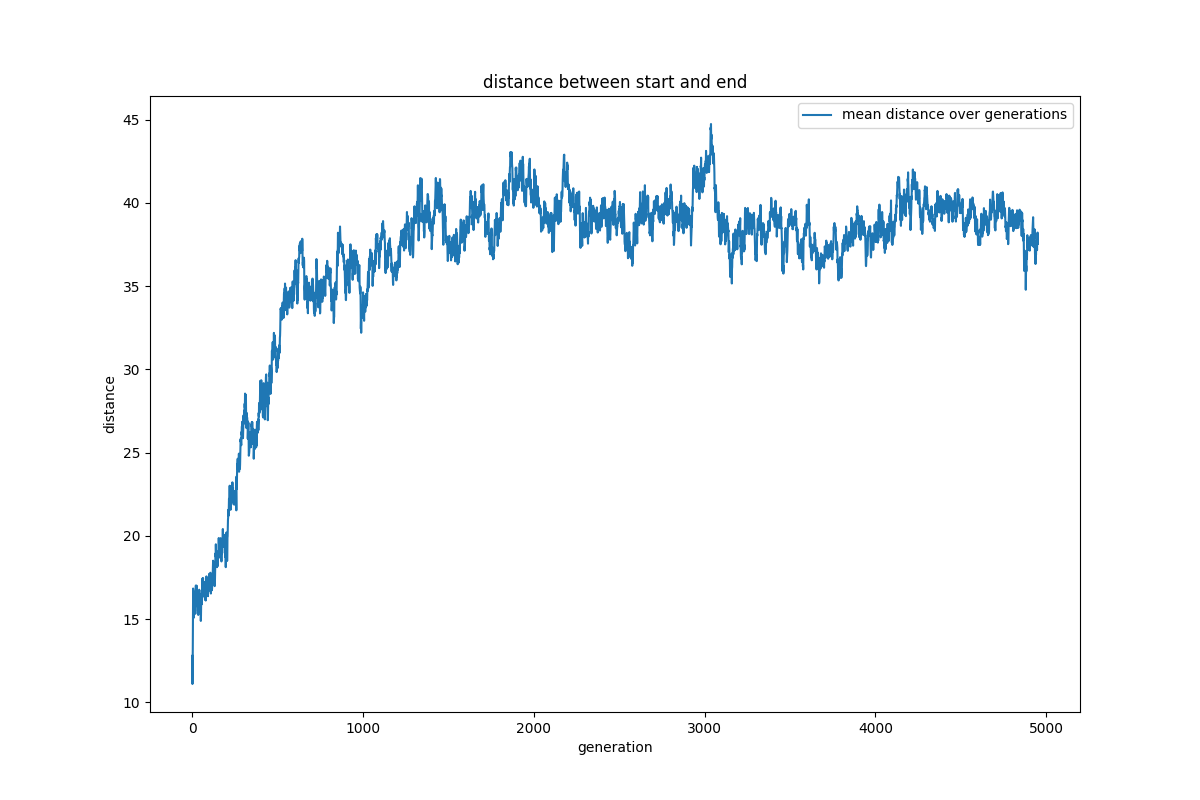 distance between start and end
mean distance over generations
45
40
35
30
25
20
15
10
distance
0 1000 2000 3000 4000 5000
generation